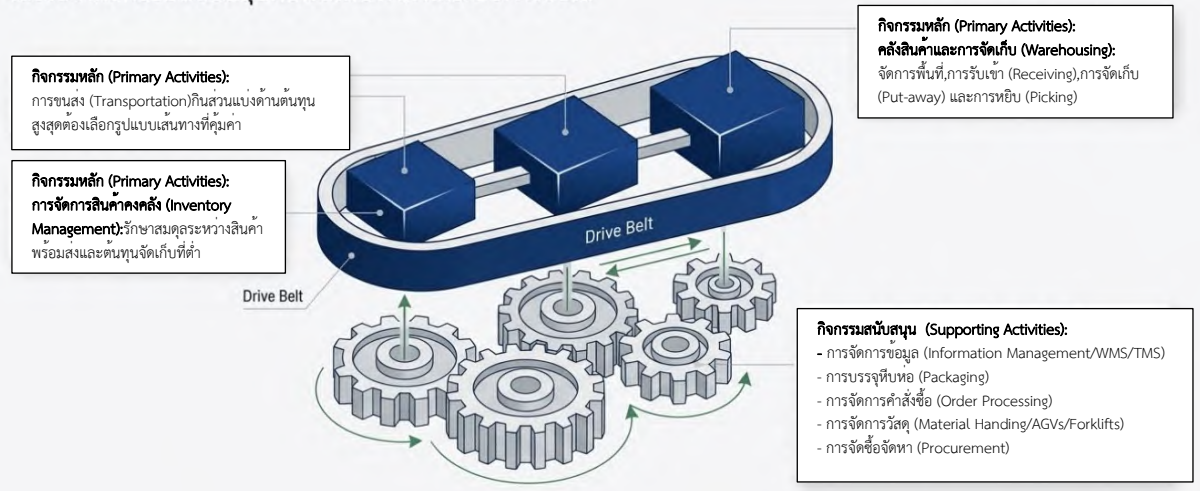 กิจกรรมหลัก (Primary Activities):
การขนส่ง (Transportation)กินส่วนแบ่งด้านต้นทุน
สูงสุดต้องเลือกรูปแบบเส้นทางที่คุ้มค่า
กิจกรรมหลัก (Primary Activities):
การจัดการสินค้าคงคลัง (Inventory
Management):รักษาสมดุลระหว่างสินค้า
พร้อมส่งและต้นทุนจัดเก็บที่ต่ำ
กิจกรรมหลัก (Primary Activities):
คลังสินค้าและการจัดเก็บ (Warehousing):
จัดการพื้นที่,การรับเข้า (Receiving),การจัดเก็บ
(Put-away) และการหยิบ (Picking)
Drive Belt
Drive Belt
กิจกรรมสนับสนุน (Supporting Activities):
- การจัดการข้อมูล (Information Management/WMS/TMS)
- การบรรจุหีบห่อ (Packaging)
- การจัดการคำสั่งซื้อ (Order Processing)
- การจัดการวัสดุ (Material Handing/AGVs/Forklifts)
- การจัดซื้อจัดหา (Procurement)